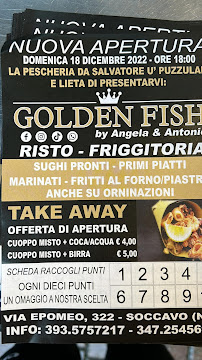 NUOVA APERTURA
NUOVA APERTURA
DOMENICA 18 DICEMBRE 2022 - ORE 18:00
LA PESCHERIA DA SALVATORE U' PUZZULAN
E LIETA DI PRESENTARVI:
GOLDEN FISH
by Angela & Antonio
RISTO - FRIGGITORIA
SUGHI PRONTI - PRIMI PIATTI
MARINATI - FRITTI AL FORNO/PIASTRA
ANCHE SU ORNINAZIONI
TAKE AWAY
OFFERTA DI APERTURA
CUOPPO MISTO + COCA/ACQUA € 4,00
CUOPPO MISTO + BIRRA € 5,00
SCHEDA RACCOGLI PUNTI 1 2 3 4
OGNI DIECI PUNTI
UN OMAGGIO A NOSTRA SCELTA 6 7 8 9
VIA EPOMEO, 322 - SOCCAVO (N
INFO: 393.5757217 - 347.25456